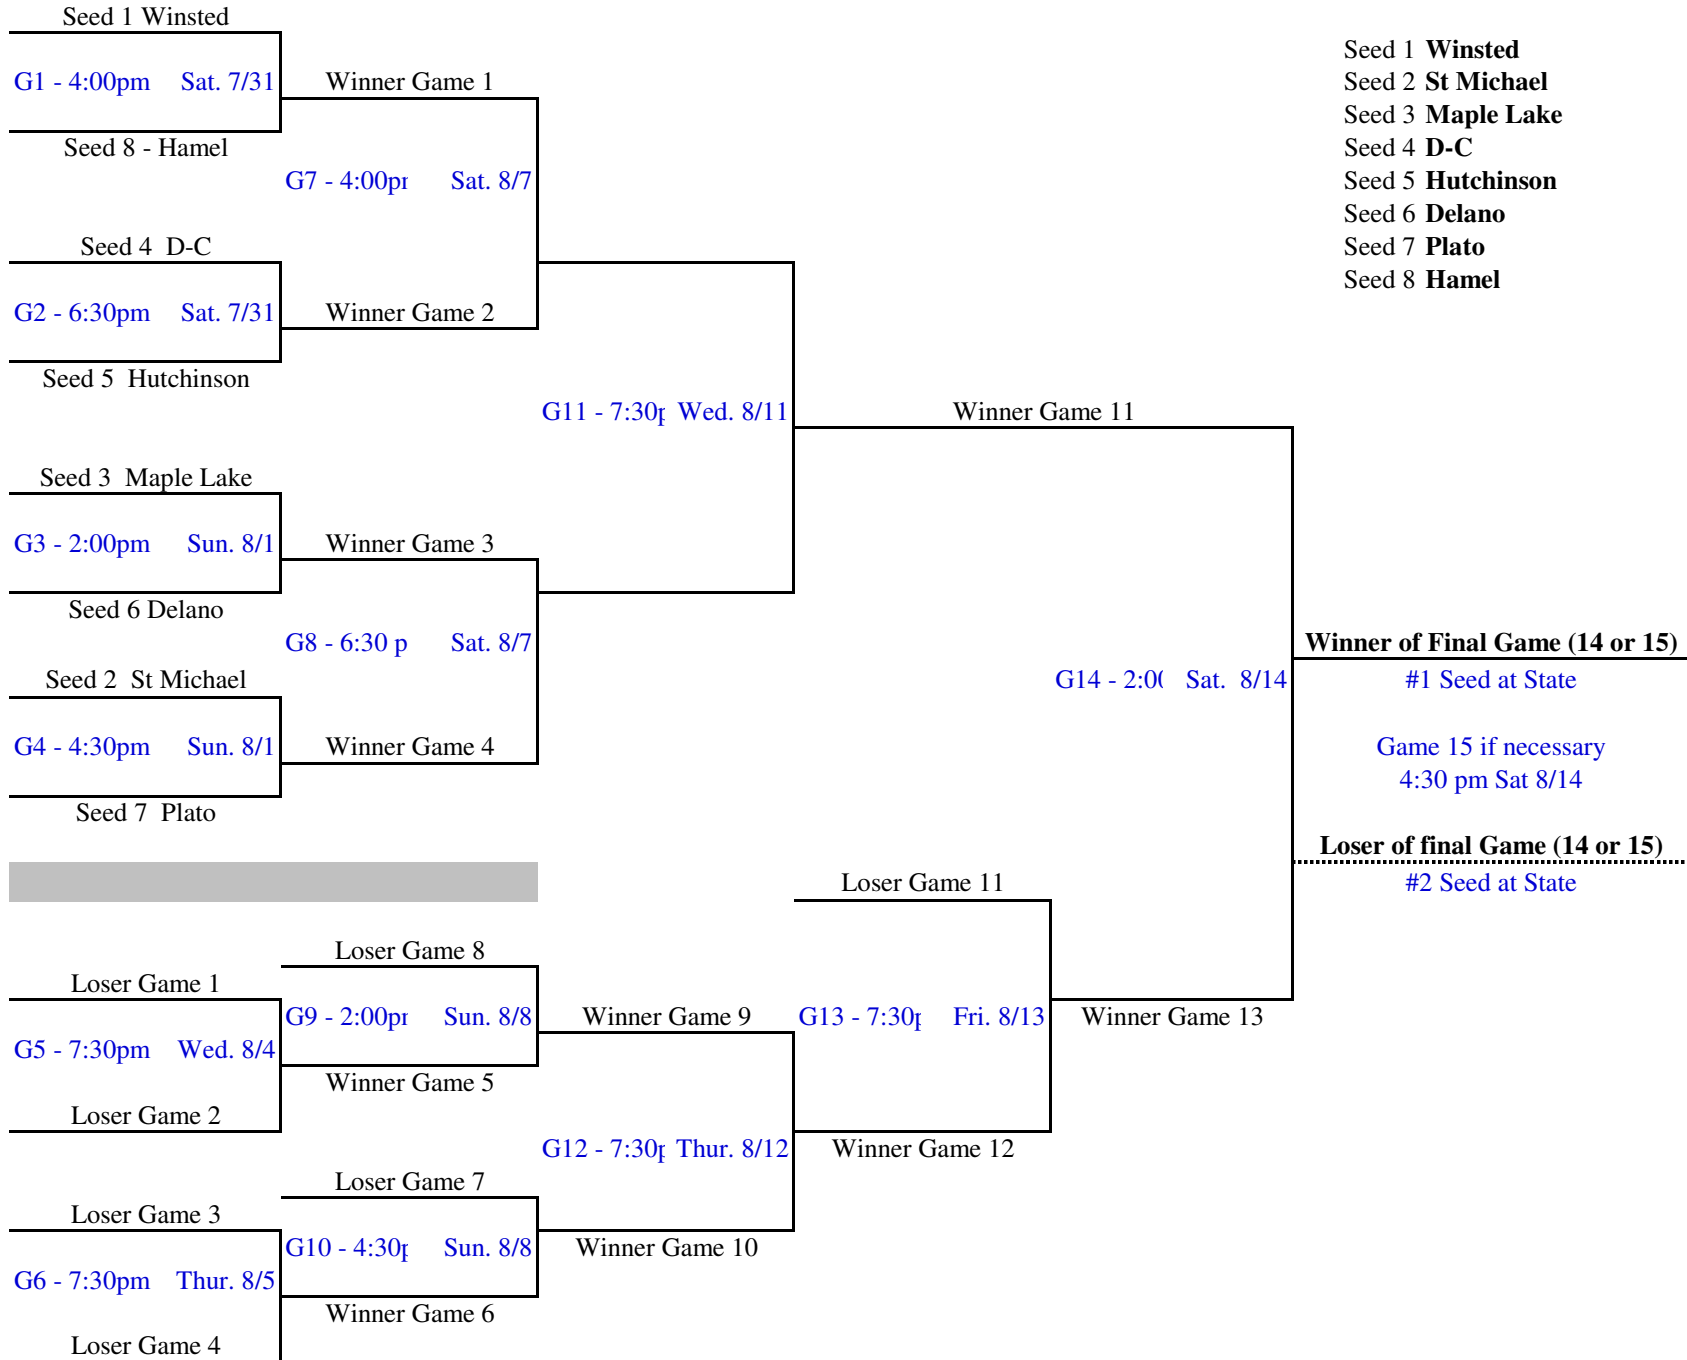 Seed 1 Winsted
G1 - 4:00pm Sat. 7/31
Winner Game 1
Seed 8 - Hamel
G7 - 4:00pr Sat. 8/7
Seed 4 D-C
G2 - 6:30pm Sat. 7/31
Winner Game 2
Seed 5 Hutchinson
G11 - 7:30p Wed. 8/11
Winner Game 11
Seed 3 Maple Lake
G3 - 2:00pm Sun. 8/1
Winner Game 3
Seed 6 Delano
G8 - 6:30 p Sat. 8/7
Seed 2 St Michael
G4 - 4:30pm Sun. 8/1
Winner Game 4
Seed 7 Plato
Seed 1 Winsted
Seed 2 St Michael
Seed 3 Maple Lake
Seed 4 D-C
Seed 5 Hutchinson
Seed 6 Delano
Seed 7 Plato
Seed 8 Hamel
G14 - 2:00 Sat. 8/14
Winner of Final Game (14 or 15)
#1 Seed at State
Game 15 if necessary
4:30 pm Sat 8/14
Loser of final Game (14 or 15)
#2 Seed at State
Loser Game 11
Loser Game 8
Loser Game 1
G9 - 2:00pr Sun. 8/8
Winner Game 9
G13 - 7:30p Fri. 8/13
Winner Game 13
G5 - 7:30pm Wed. 8/4
Winner Game 5
Loser Game 2
G12 - 7:30p Thur. 8/12
Winner Game 12
Loser Game 7
Loser Game 3
G10 - 4:30p Sun. 8/8
Winner Game 10
G6 - 7:30pm Thur. 8/5
Winner Game 6
Loser Game 4